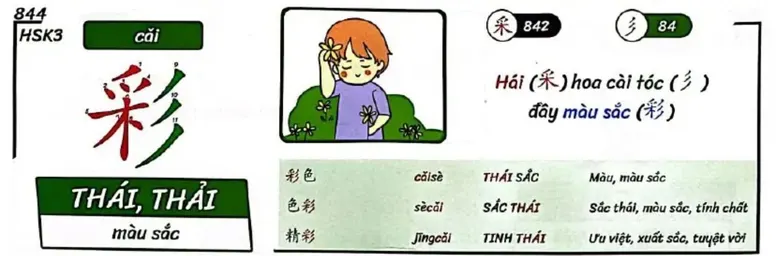 844
HSK3
cǎi
彩
THÁI, THẢI
màu sắc
采 842
彡 84
Hái (采) hoa cài tóc (彡)
đầy màu sắc (彩)
彩色 cǎisè THÁI SẮC Màu, màu sắc
色彩 sècǎi SẮC THÁI Sắc thái, màu sắc, tính chất
精彩 jīngcǎi TINH THÁI Ưu việt, xuất sắc, tuyệt vời